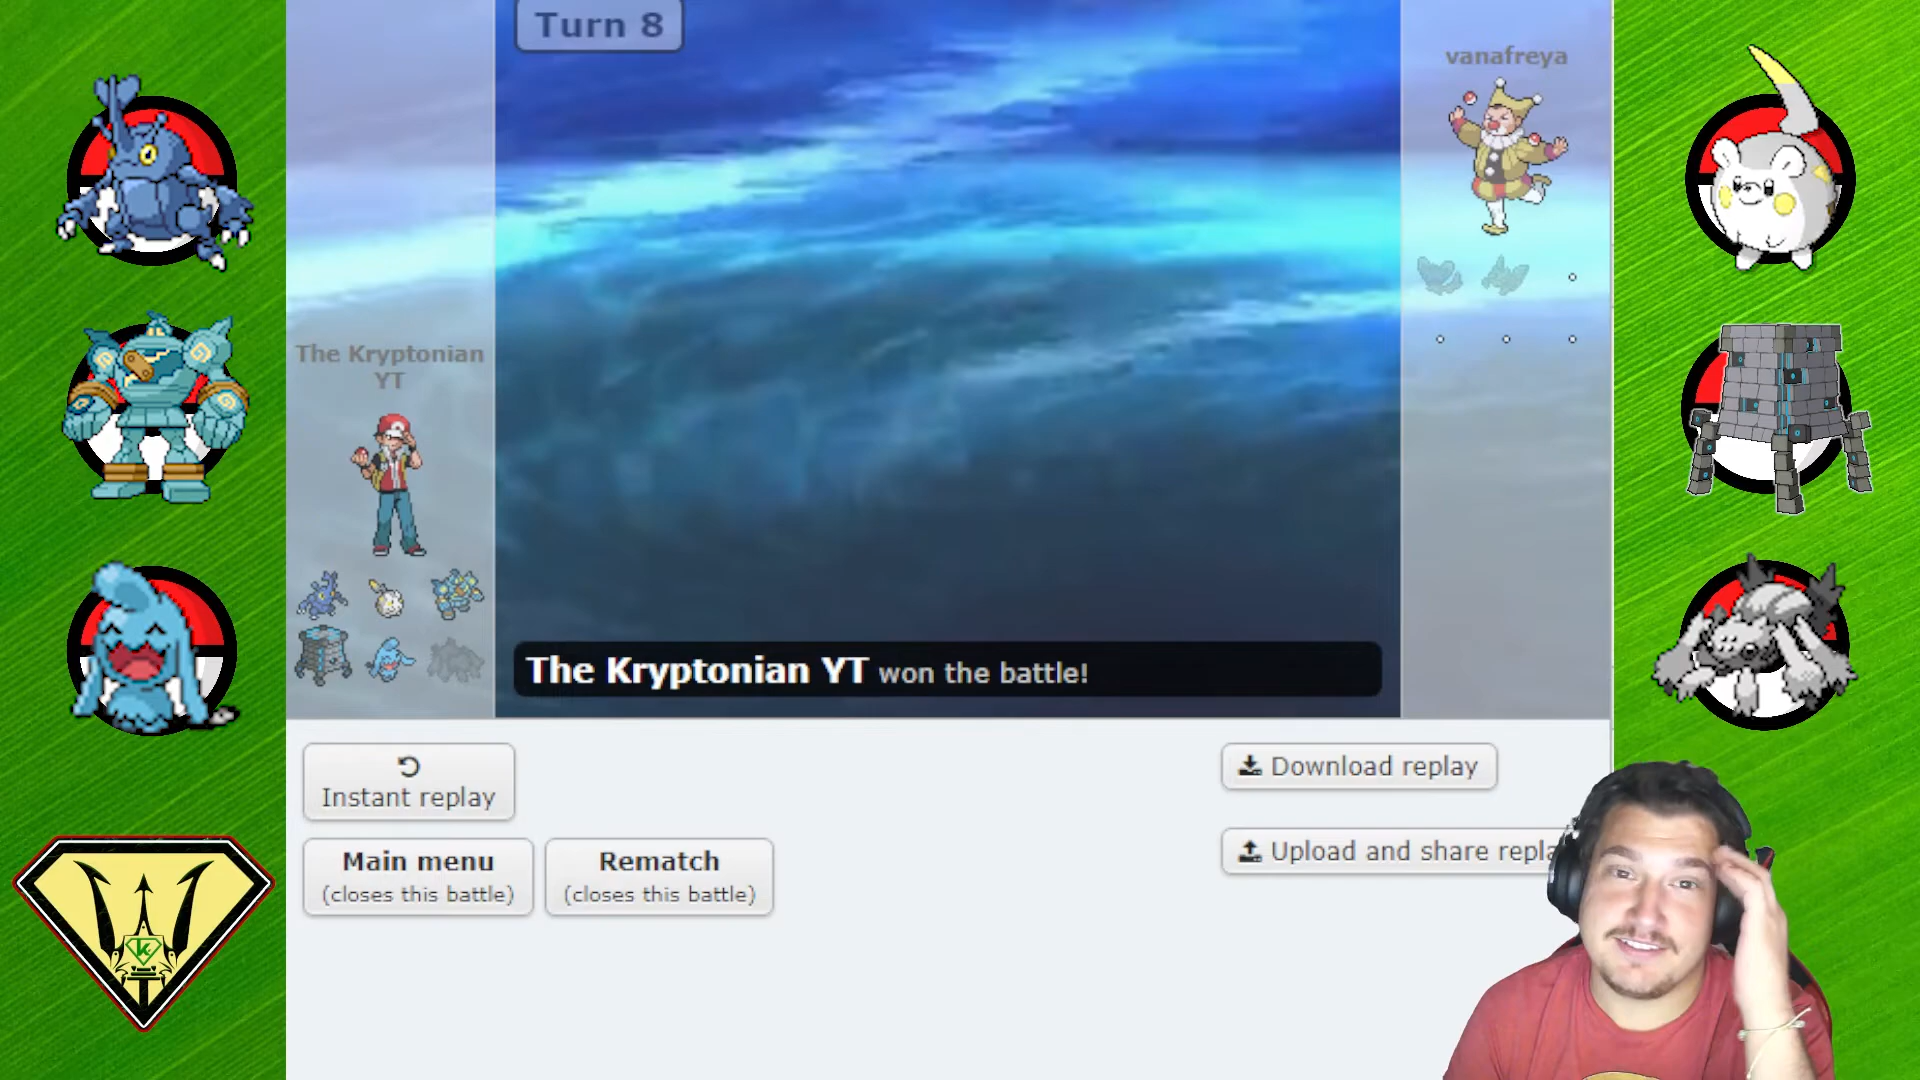 Turn 8
vanafreya
The Kryptonian
YT
The Kryptonian YT won the battle!
Instant replay
Download replay
Main menu
(closes this battle)
Rematch
(closes this battle)
Upload and share repla
k